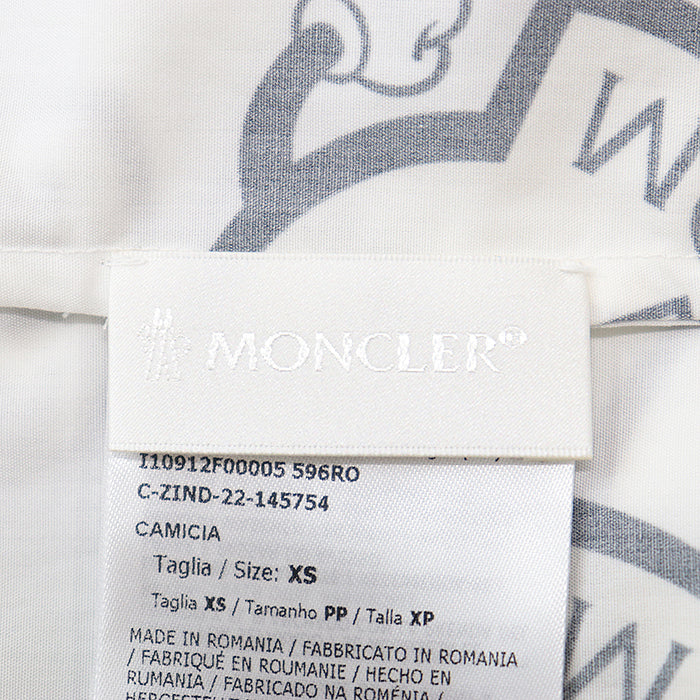 M
MONCLER
I10912F00005 596RO
C-ZIND-22-145754
CAMICIA
Taglia / Size: XS
Taglia XS / Tamanho PP / Talla XP
MADE IN ROMANIA / FABBRICATO IN ROMANIA
/ FABRIQUÉ EN ROUMANIE / HECHO EN
RUMANIA / FABRICADO NA ROMÉNIA /
M